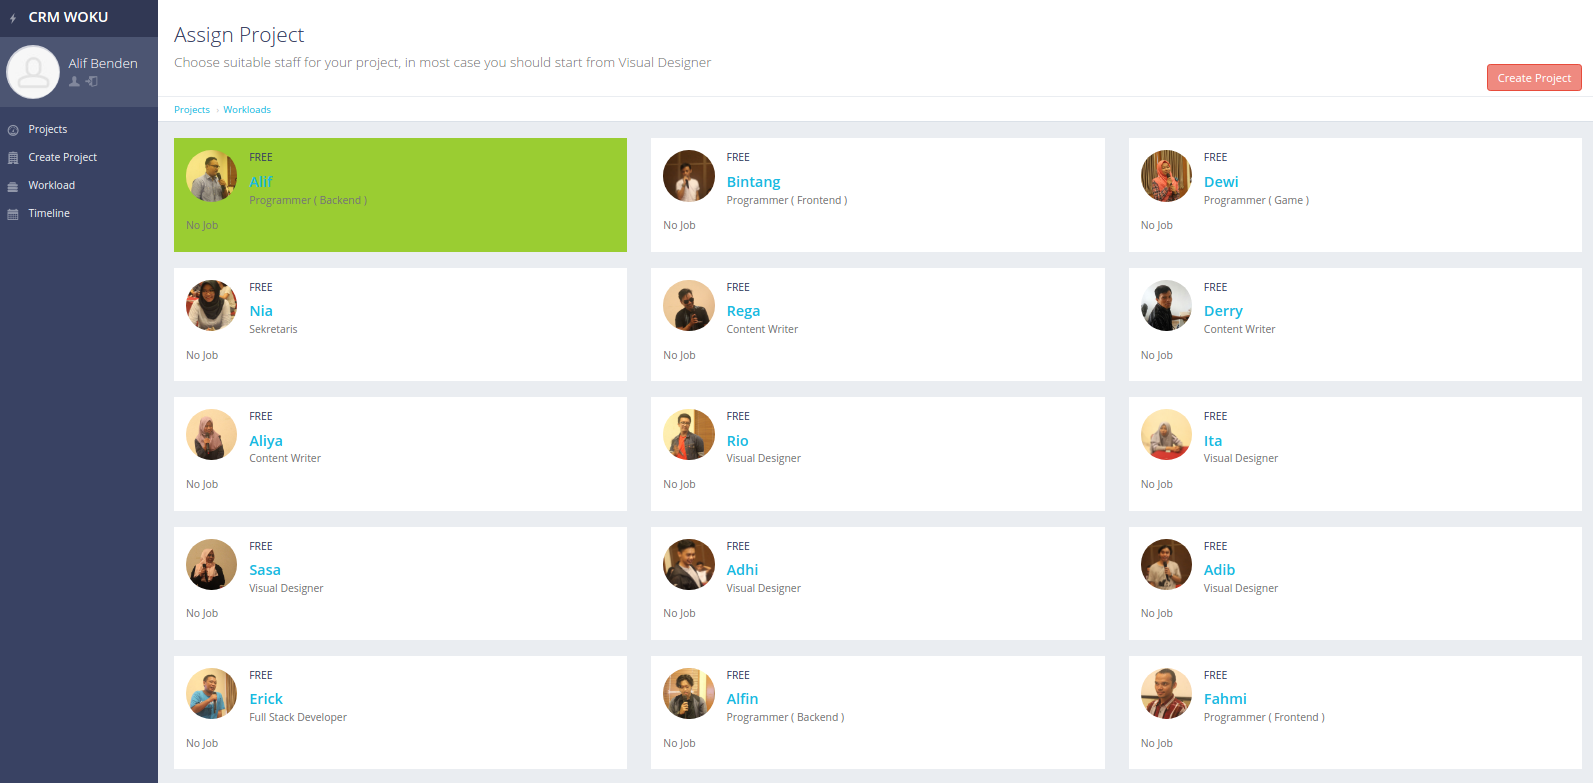 CRM WOKU
Alif Benden
Projects
Create Project
Workload
Timeline
Assign Project
Choose suitable staff for your project, in most case you should start from Visual Designer
Create Project
Projects › Workloads
FREE
Alif
Programmer ( Backend )
No Job
FREE
Bintang
Programmer ( Frontend )
No Job
FREE
Dewi
Programmer ( Game )
No Job
FREE
Nia
Sekretaris
No Job
FREE
Rega
Content Writer
No Job
FREE
Derry
Content Writer
No Job
FREE
Aliya
Content Writer
No Job
FREE
Rio
Visual Designer
No Job
FREE
Ita
Visual Designer
No Job
FREE
Sasa
Visual Designer
No Job
FREE
Adhi
Visual Designer
No Job
FREE
Adib
Visual Designer
No Job
FREE
Erick
Full Stack Developer
No Job
FREE
Alfin
Programmer ( Backend )
No Job
FREE
Fahmi
Programmer ( Frontend )
No Job